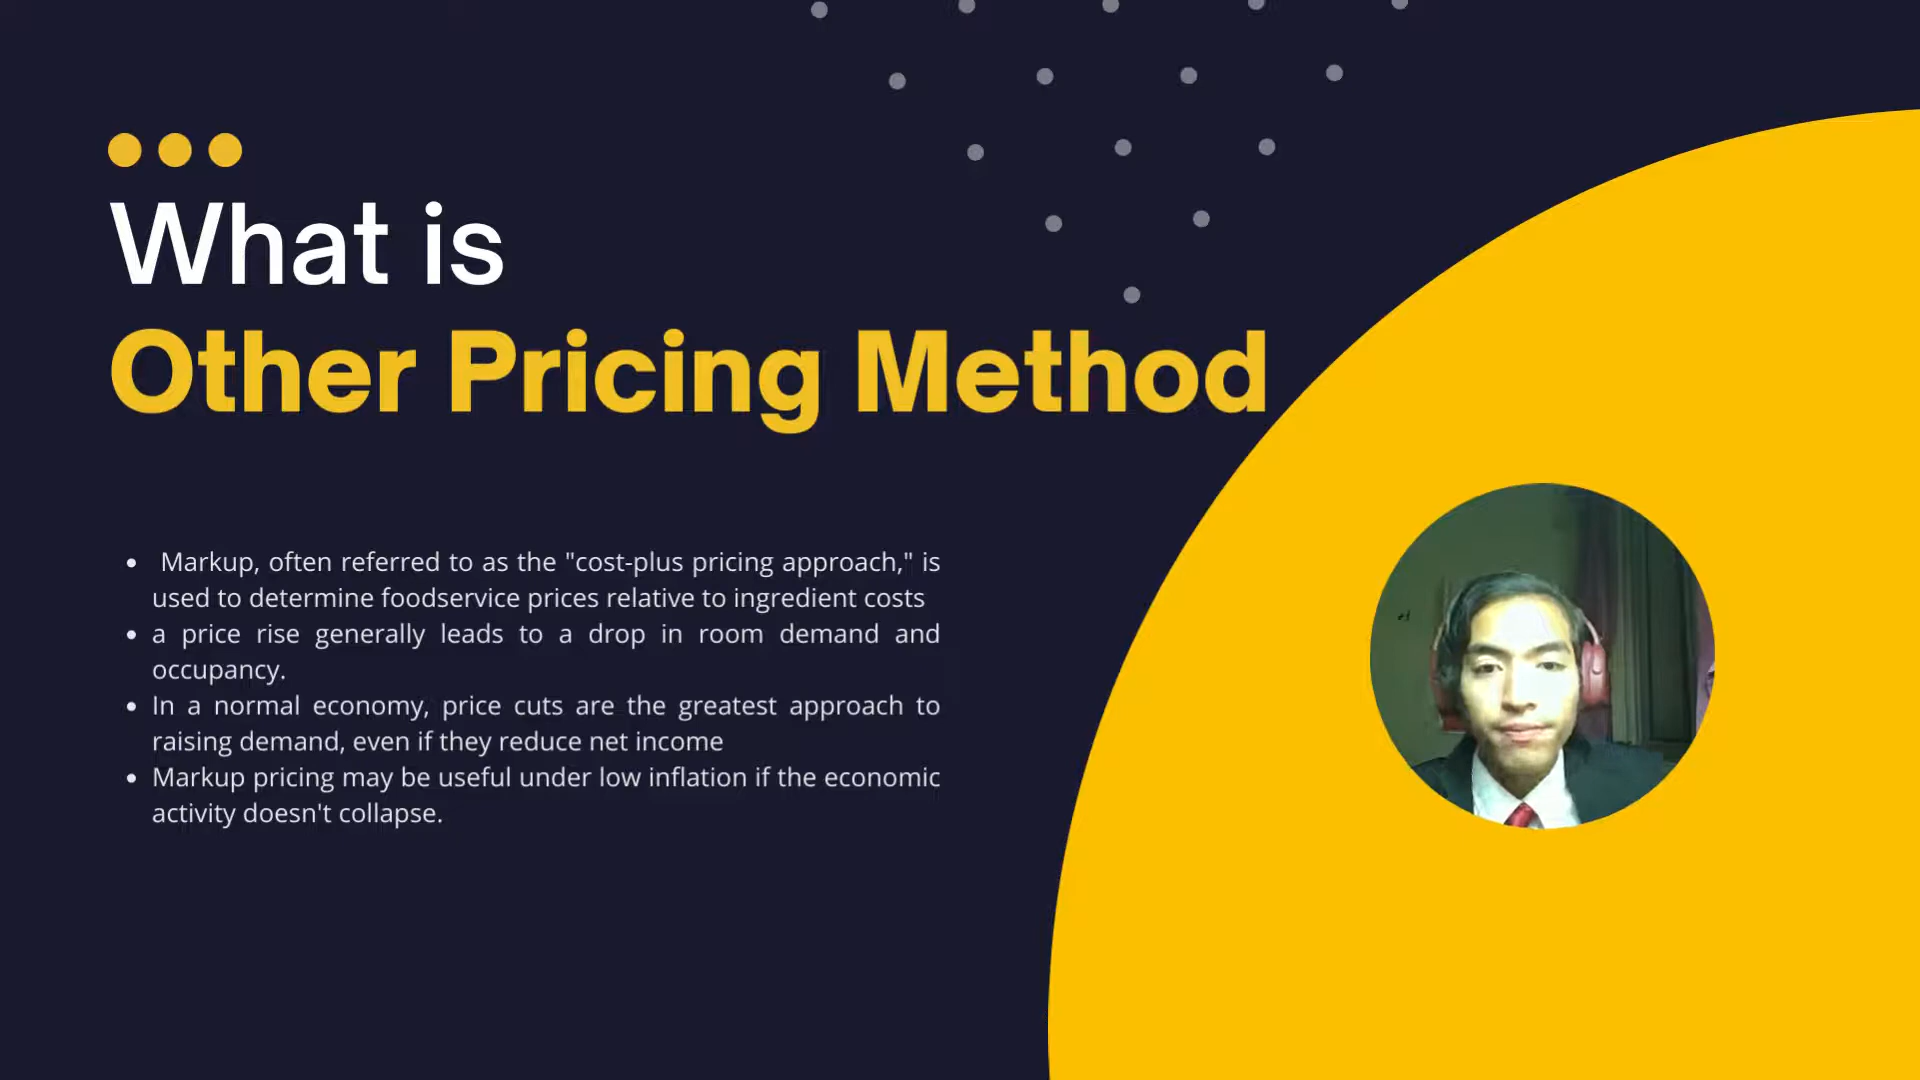 What is
Other Pricing Method
• Markup, often referred to as the "cost-plus pricing approach," is
used to determine foodservice prices relative to ingredient costs
• a price rise generally leads to a drop in room demand and
occupancy.
• In a normal economy, price cuts are the greatest approach to
raising demand, even if they reduce net income
• Markup pricing may be useful under low inflation if the economic
activity doesn't collapse.